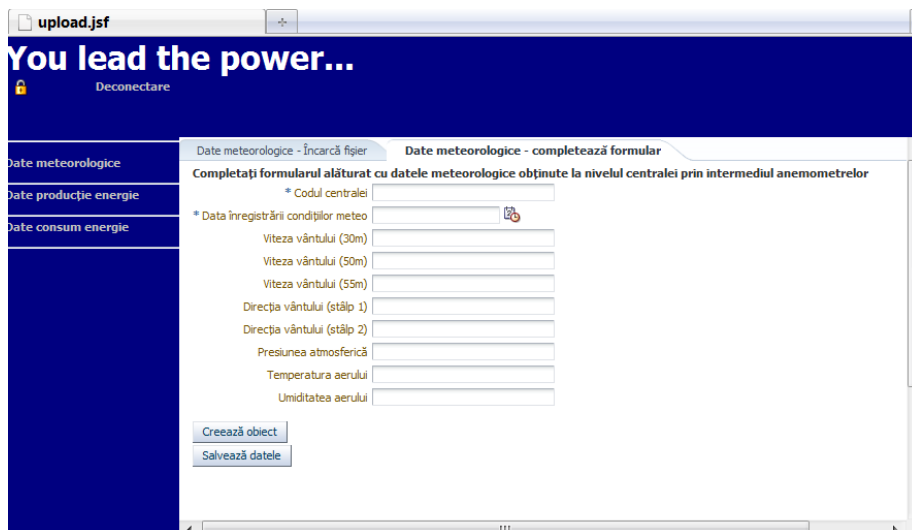 upload.jsf
You lead the power...
Deconectare
Date meteorologice
Date producție energie
Date consum energie
Date meteorologice - Încarcă fișier
Date meteorologice - completează formular
Completați formularul alăturat cu datele meteorologice obținute la nivelul centralei prin intermediul anemometrelor
* Codul centralei
* Data înregistrării condițiilor meteo
Viteza vântului (30m)
Viteza vântului (50m)
Viteza vântului (55m)
Direcția vântului (stâlp 1)
Direcția vântului (stâlp 2)
Presiunea atmosferică
Temperatura aerului
Umiditatea aerului
Creează obiect
Salvează datele